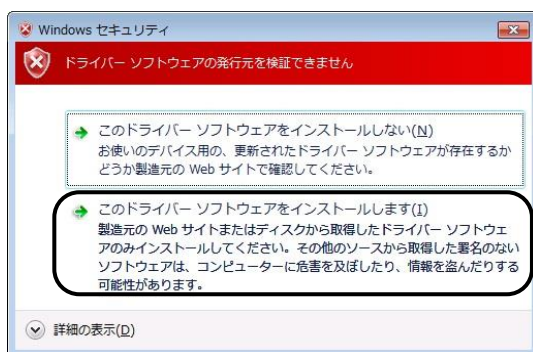 Windows セキュリティ
ドライバー ソフトウェアの発行元を検証できません
このドライバー ソフトウェアをインストールしない(N)
お使いのデバイス用の、更新されたドライバー ソフトウェアが存在するか
どうか製造元の Web サイトで確認してください。
このドライバー ソフトウェアをインストールします(I)
製造元の Web サイトまたはディスクから取得したドライバー ソフトウェ
アのみインストールしてください。その他のソースから取得した署名のない
ソフトウェアは、コンピューターに危害を及ぼしたり、情報を盗んだりする
可能性があります。
詳細の表示(D)